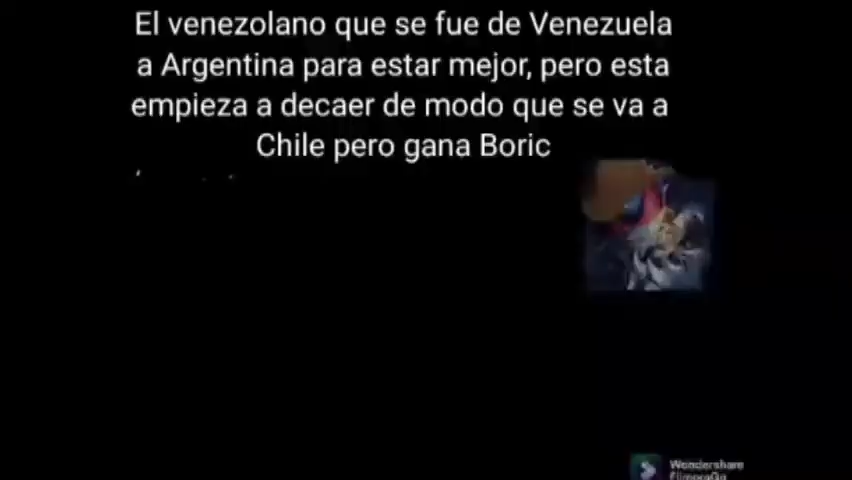 El venezolano que se fue de Venezuela
a Argentina para estar mejor, pero esta
empieza a decaer de modo que se va a
Chile pero gana Boric
Wondershare
FilmoraGo